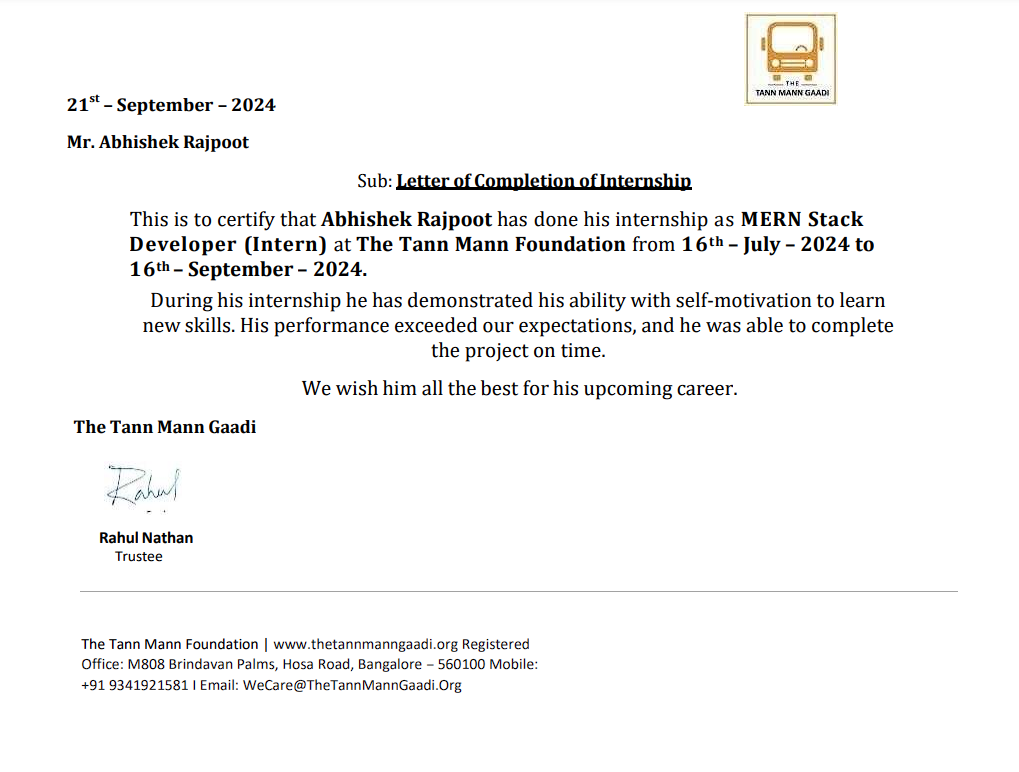 THE
TANN MANN GAADI
21st – September – 2024
Mr. Abhishek Rajpoot
Sub: Letter of Completion of Internship
This is to certify that Abhishek Rajpoot has done his internship as MERN Stack
Developer (Intern) at The Tann Mann Foundation from 16th – July – 2024 to
16th – September – 2024.
During his internship he has demonstrated his ability with self-motivation to learn
new skills. His performance exceeded our expectations, and he was able to complete
the project on time.
We wish him all the best for his upcoming career.
The Tann Mann Gaadi
Rahul
Rahul Nathan
Trustee
The Tann Mann Foundation | www.thetannmanngaadi.org Registered
Office: M808 Brindavan Palms, Hosa Road, Bangalore – 560100 Mobile:
+91 9341921581 I Email: WeCare@TheTannMannGaadi.Org